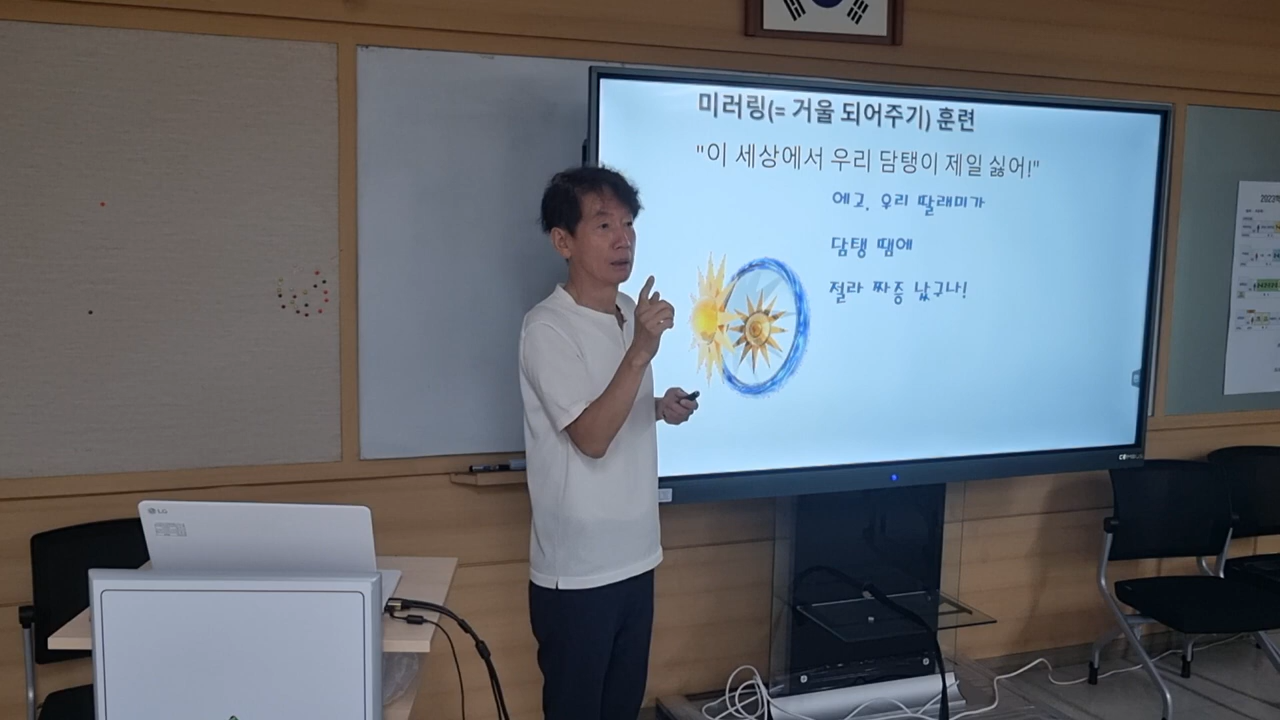 미러링(= 거울 되어주기) 훈련
"이 세상에서 우리 담탱이 제일 싫어!"
에고, 우리 딸래미가
담탱 땜에
절라 짜증 났구나!
LG